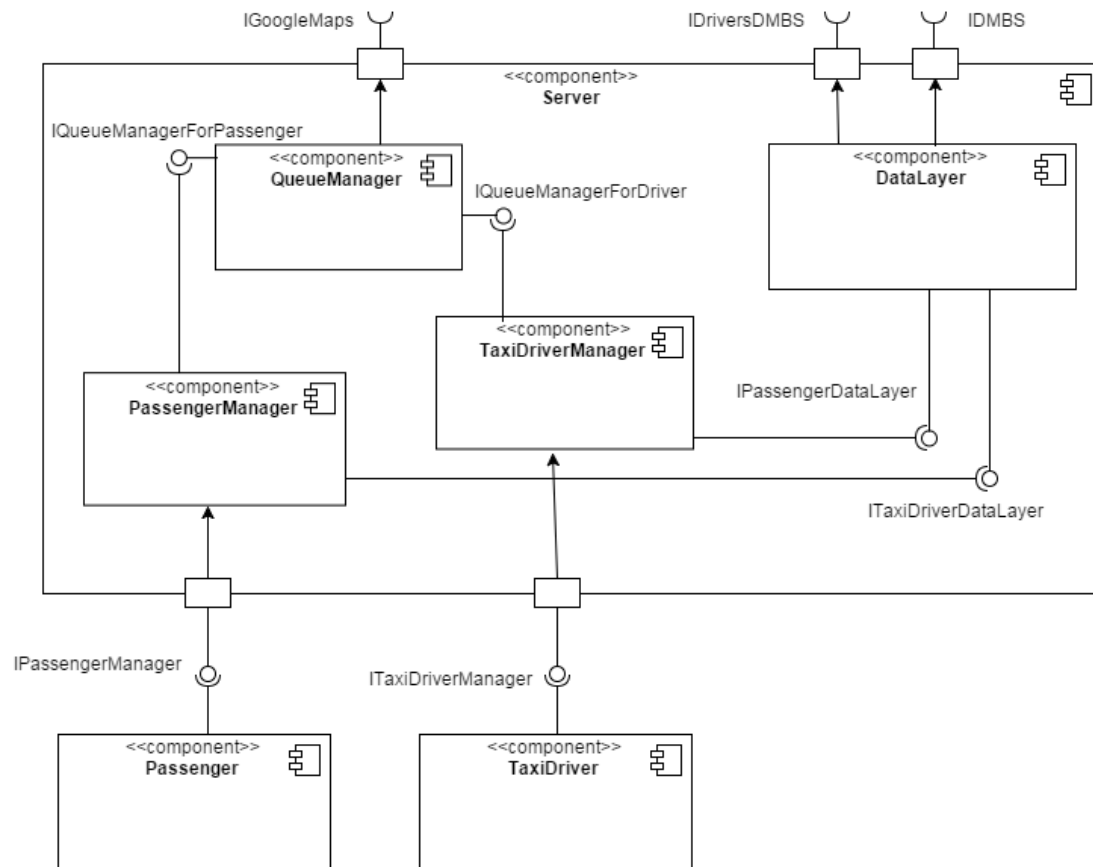 IGoogleMaps
IDriversDMBS
IDMBS
<<component>>
Server
IQueueManagerForPassenger
<<component>>
QueueManager
<<component>>
DataLayer
IQueueManagerForDriver
<<component>>
TaxiDriverManager
<<component>>
PassengerManager
IPassengerDataLayer
ITaxiDriverDataLayer
IPassengerManager
ITaxiDriverManager
<<component>>
Passenger
<<component>>
TaxiDriver